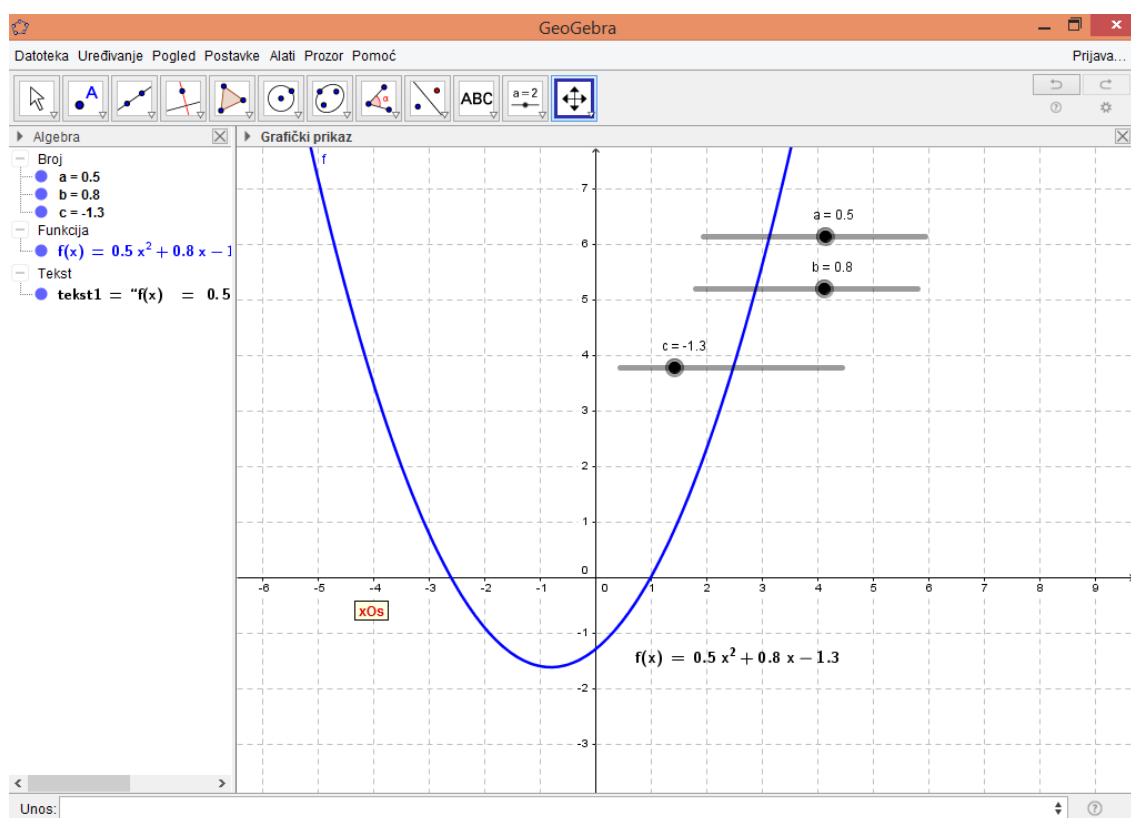 GeoGebra
Datoteka Uređivanje Pogled Postavke Alati Prozor Pomoć
Prijava...
A
α
ABC
a=2
Algebra
Grafički prikaz
Broj
a = 0.5
b = 0.8
c = -1.3
Funkcija
f(x) = 0.5 x² + 0.8 x − 1
Tekst
tekst1 = “f(x) = 0.5
f
7
a = 0.5
6
b = 0.8
5
c = -1.3
4
3
2
1
0
-6 -5 -4 -3 -2 -1 0 1 2 3 4 5 6 7 8 9
xOs
-1
f(x) = 0.5 x² + 0.8 x − 1.3
-2
-3
Unos: